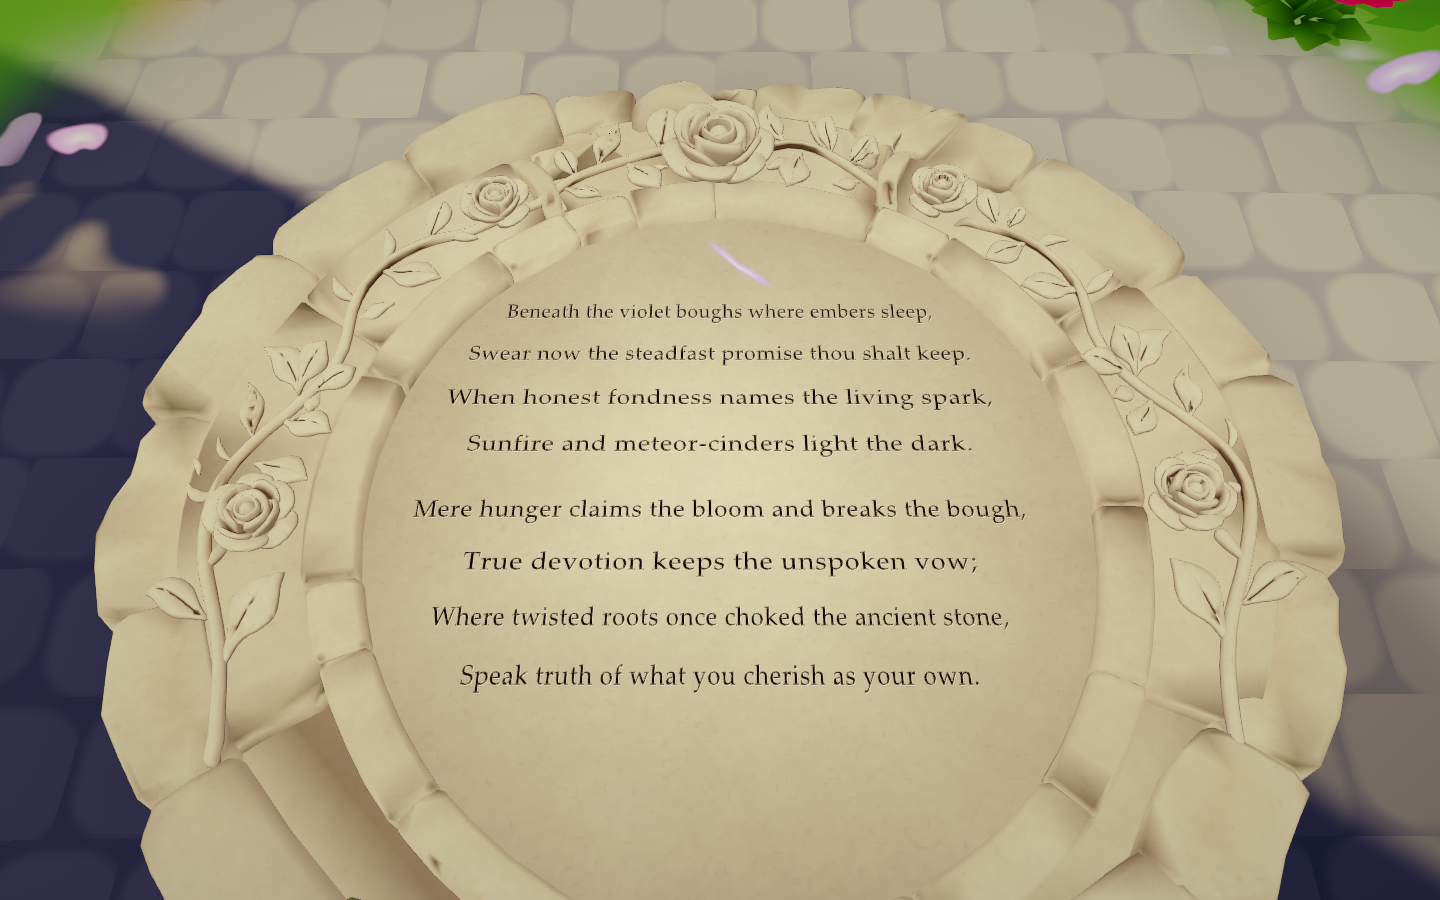 Beneath the violet boughs where embers sleep,
Swear now the steadfast promise thou shalt keep.
When honest fondness names the living spark,
Sunfire and meteor-cinders light the dark.
Mere hunger claims the bloom and breaks the bough,
True devotion keeps the unspoken vow;
Where twisted roots once choked the ancient stone,
Speak truth of what you cherish as your own.